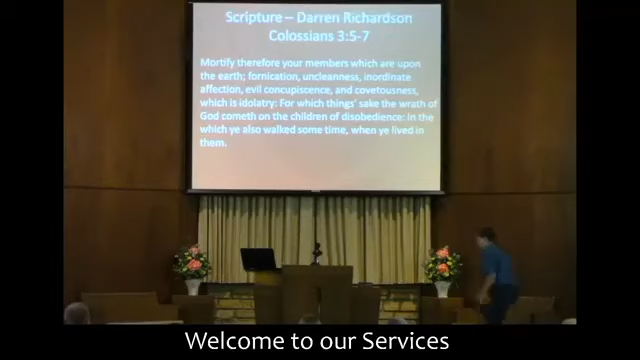 Scripture – Darren Richardson
Colossians 3:5-7
Mortify therefore your members which are upon
the earth; fornication, uncleanness, inordinate
affection, evil concupiscence, and covetousness,
which is idolatry: For which things' sake the wrath of
God cometh on the children of disobedience: In the
which ye also walked some time, when ye lived in
them.
Welcome to our Services